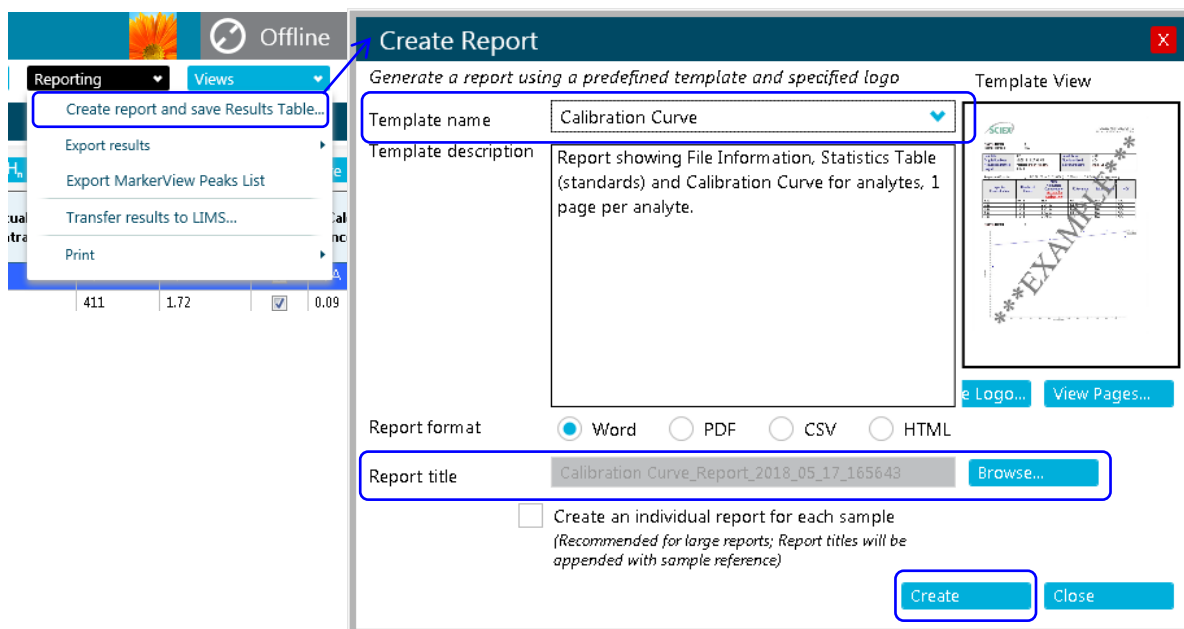 Offline
Reporting
Views
Create report and save Results Table...
Export results
Export MarkerView Peaks List
Transfer results to LIMS...
Print
411 1.72 0.09
Create Report
X
Generate a report using a predefined template and specified logo
Template View
Template name
Calibration Curve
Template description
Report showing File Information, Statistics Table
(standards) and Calibration Curve for analytes, 1
page per analyte.
SCIEX
***EXAMPLE***
e Logo...
View Pages...
Report format
Word
PDF
CSV
HTML
Report title
Calibration Curve_Report_2018_05_17_165643
Browse...
Create an individual report for each sample
(Recommended for large reports; Report titles will be
appended with sample reference)
Create
Close